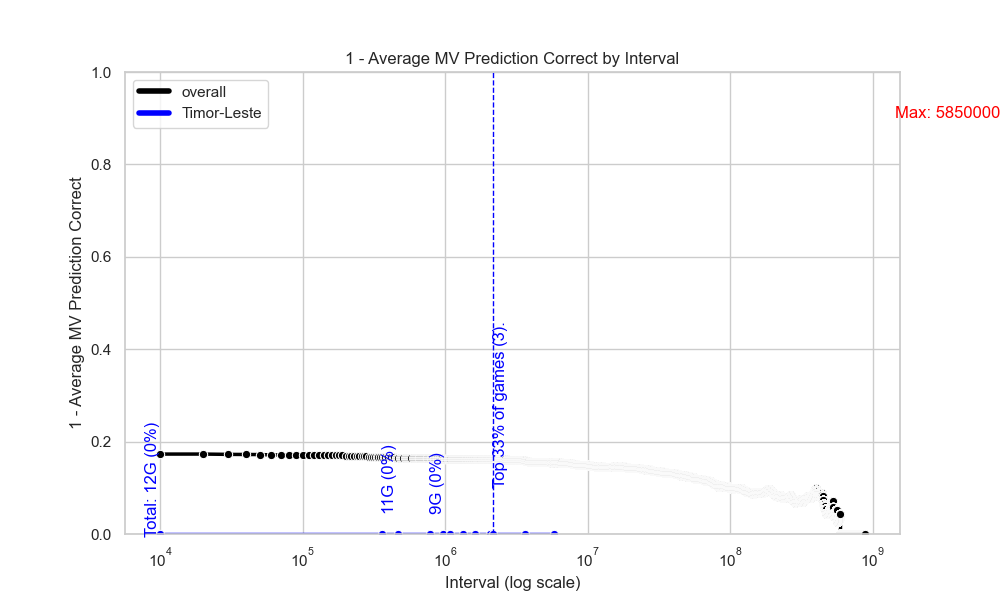 1 - Average MV Prediction Correct by Interval
overall
Timor-Leste
Max: 5850000
1 - Average MV Prediction Correct
1.0
0.8
0.6
0.4
0.2
0.0
Total: 12G (0%)
11G (0%)
9G (0%)
Top 33% of games (3).
10^4
10^5
10^6
10^7
10^8
10^9
Interval (log scale)